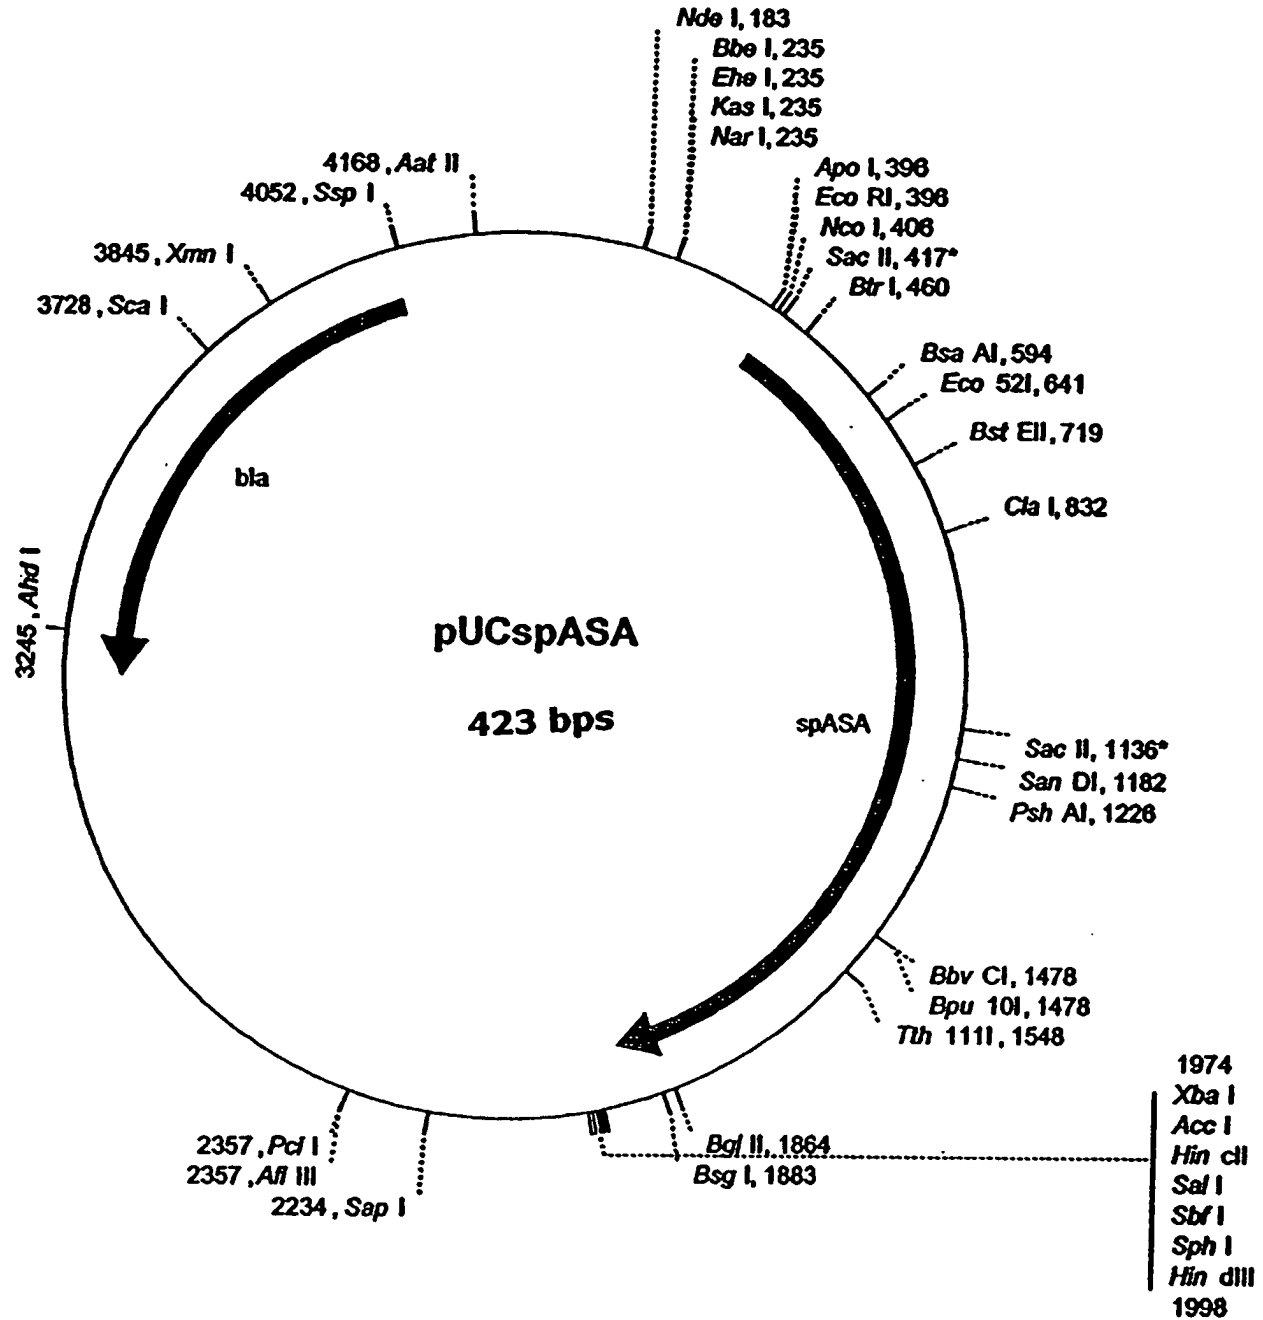 Nde I, 183
Bbe I, 235
Ehe I, 235
Kas I, 235
Nar I, 235
Apo I, 396
Eco RI, 396
Nco I, 406
Sac II, 417*
Btr I, 460
Bsa AI, 594
Eco 52I, 641
Bst EII, 719
Cla I, 832
Sac II, 1136*
San DI, 1182
Psh AI, 1226
Bbv CI, 1478
Bpu 10I, 1478
Tth 111I, 1548
1974
Xba I
Acc I
Hin cII
Sal I
Sbf I
Sph I
Hin dIII
1998
Bgl II, 1864
Bsg I, 1883
2234, Sap I
2357, Afl III
2357, Pci I
3245, Ahd I
3728, Sca I
3845, Xmn I
4052, Ssp I
4168, Aat II
bla
spASA
pUCspASA
423 bps